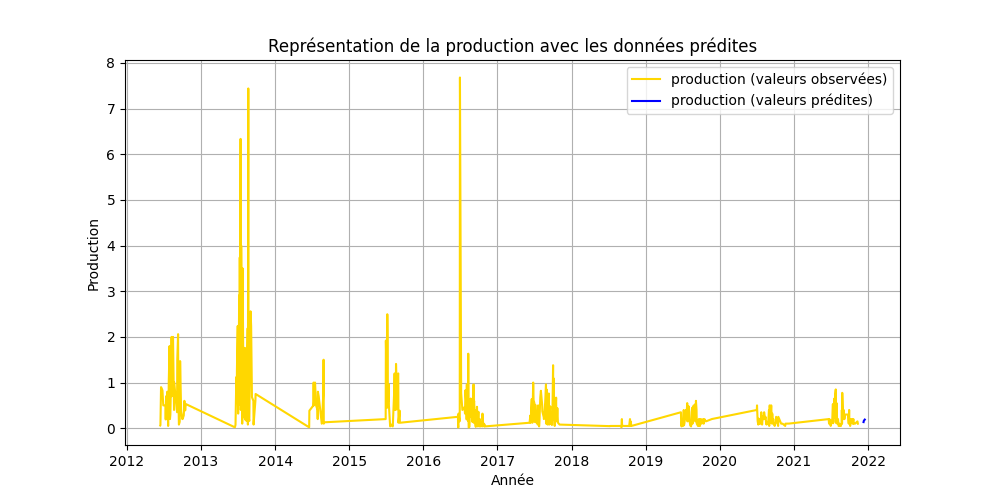 Représentation de la production avec les données prédites
production (valeurs observées)
production (valeurs prédites)
Production
8
7
6
5
4
3
2
1
0
2012 2013 2014 2015 2016 2017 2018 2019 2020 2021 2022
Année